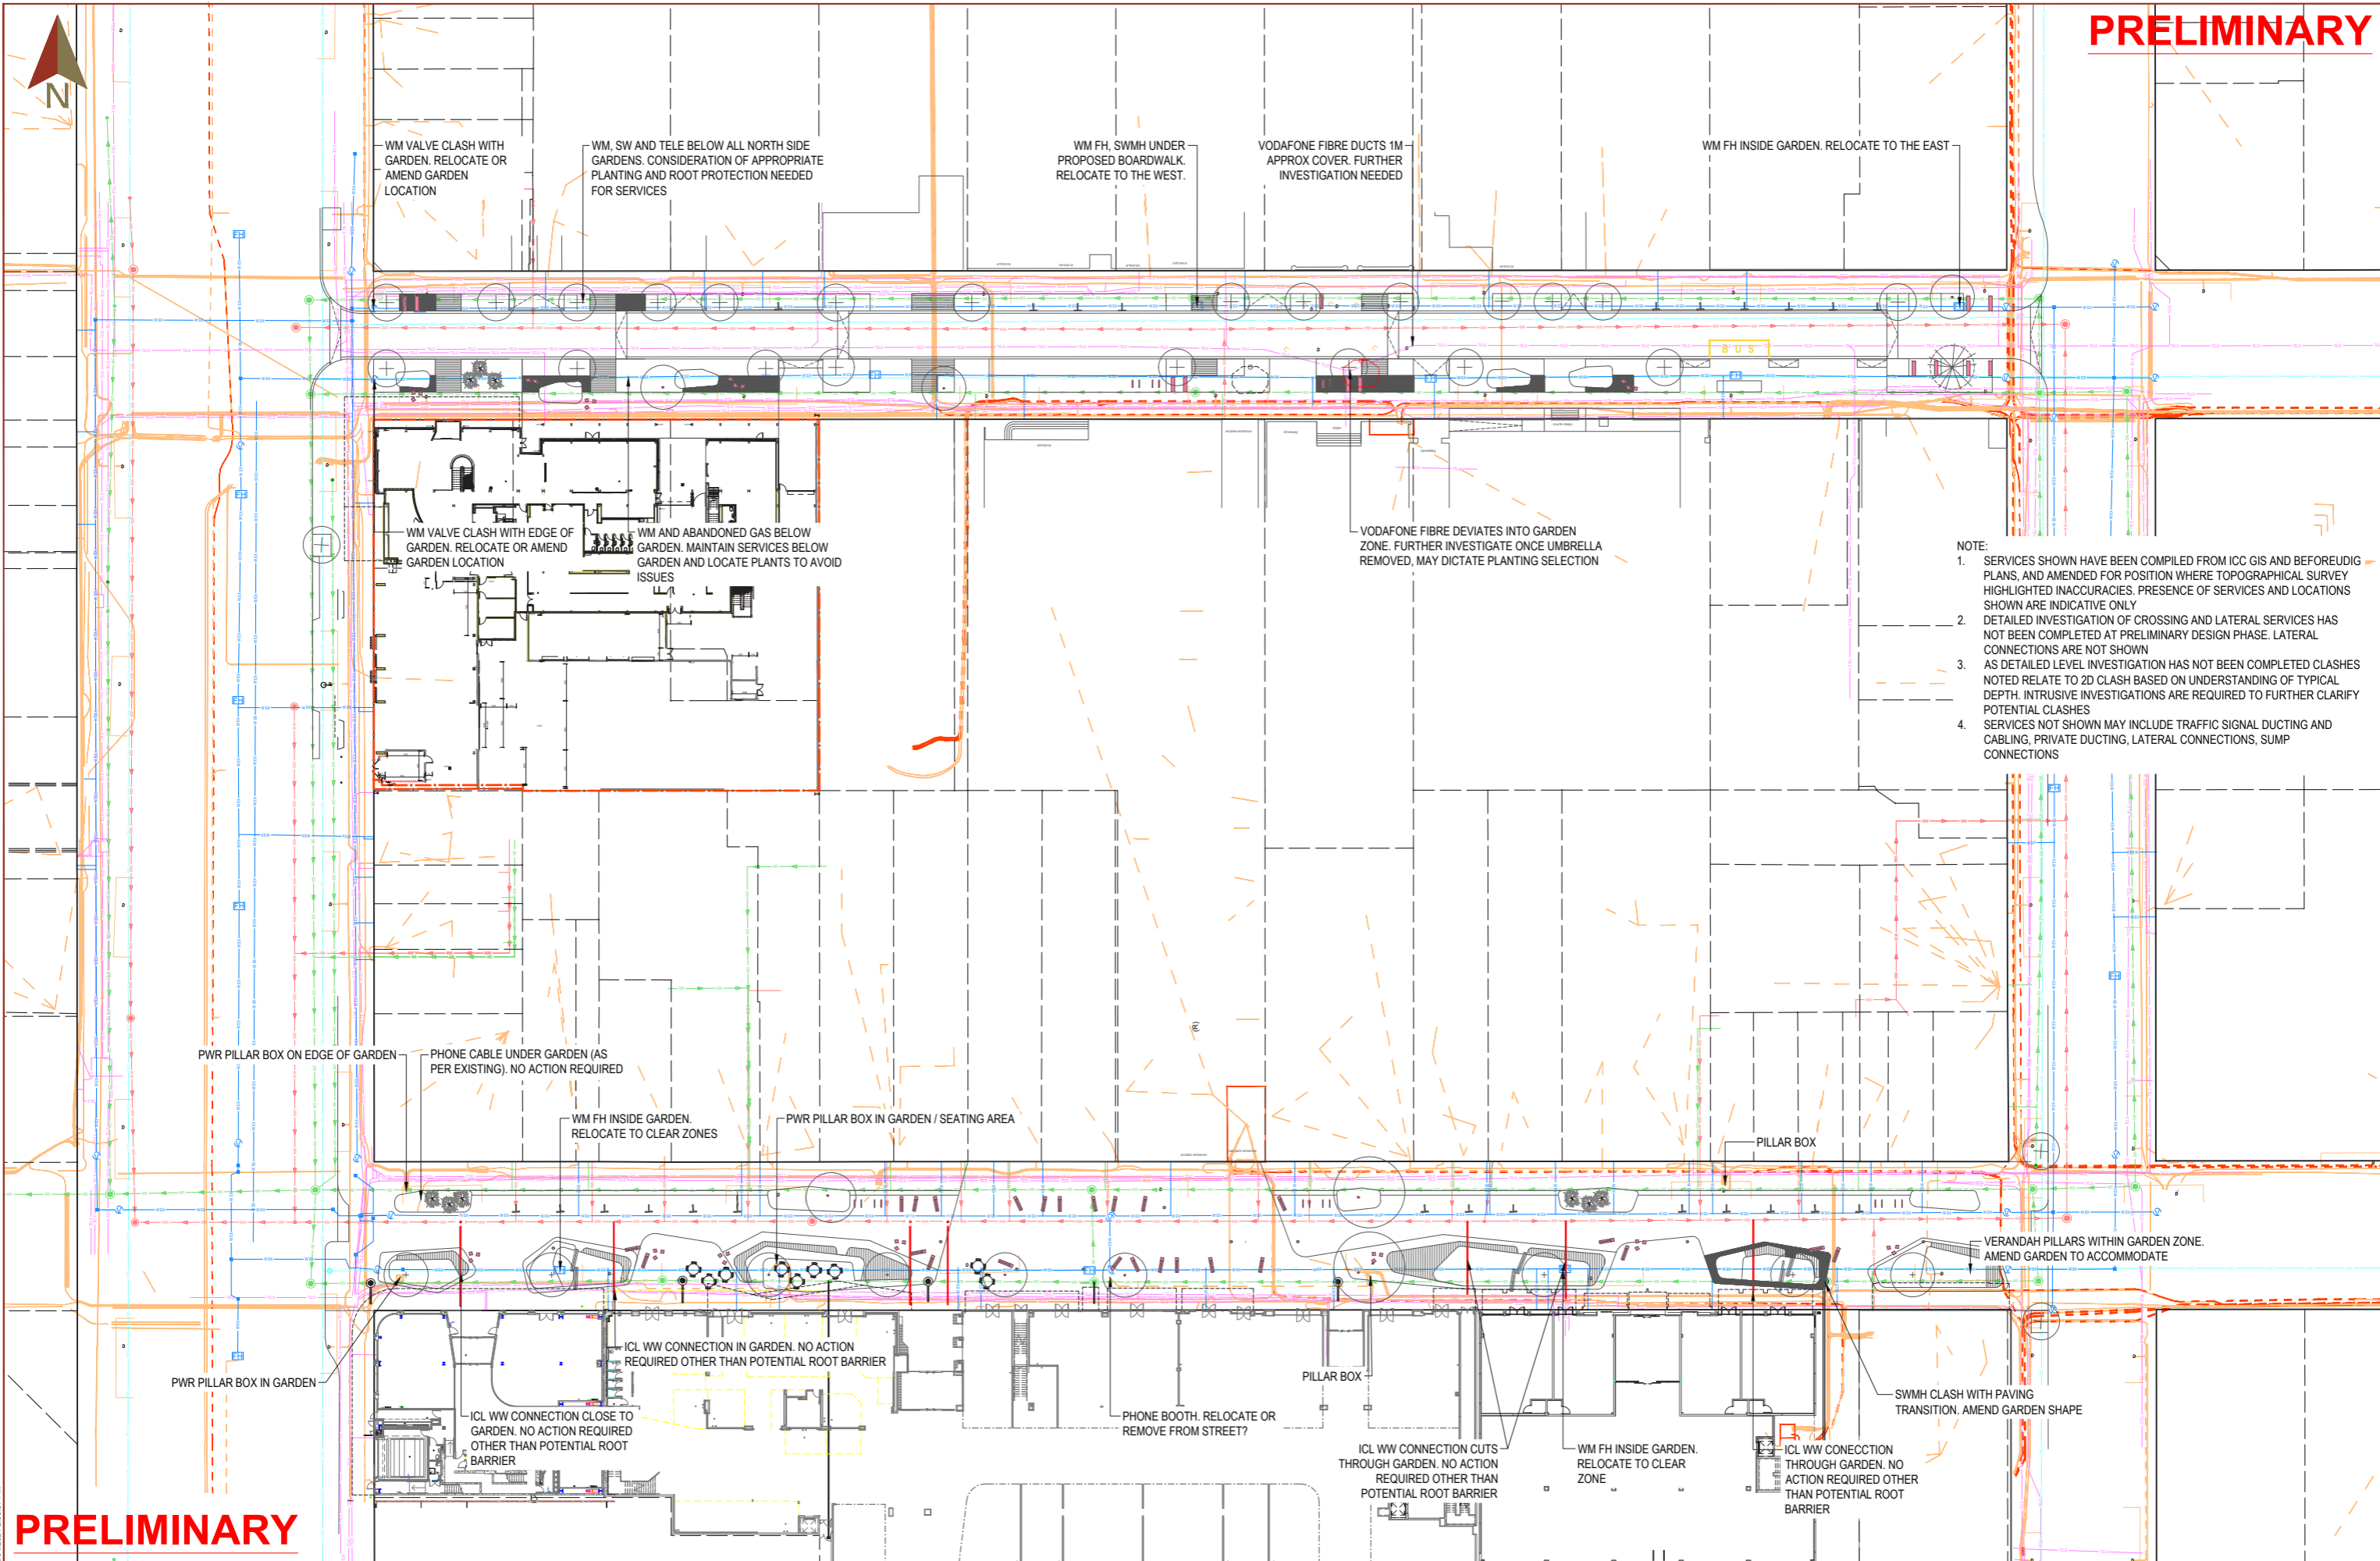 PRELIMINARY
N
WM VALVE CLASH WITH
GARDEN. RELOCATE OR
AMEND GARDEN
LOCATION
WM, SW AND TELE BELOW ALL NORTH SIDE
GARDENS. CONSIDERATION OF APPROPRIATE
PLANTING AND ROOT PROTECTION NEEDED
FOR SERVICES
WM FH, SWMH UNDER
PROPOSED BOARDWALK.
RELOCATE TO THE WEST.
VODAFONE FIBRE DUCTS 1M
APPROX COVER. FURTHER
INVESTIGATION NEEDED
WM FH INSIDE GARDEN. RELOCATE TO THE EAST
BUS
WM VALVE CLASH WITH EDGE OF
GARDEN. RELOCATE OR AMEND
GARDEN LOCATION
WM AND ABANDONED GAS BELOW
GARDEN. MAINTAIN SERVICES BELOW
GARDEN AND LOCATE PLANTS TO AVOID
ISSUES
VODAFONE FIBRE DEVIATES INTO GARDEN
ZONE. FURTHER INVESTIGATE ONCE UMBRELLA
REMOVED, MAY DICTATE PLANTING SELECTION
NOTE:
1. SERVICES SHOWN HAVE BEEN COMPILED FROM ICC GIS AND BEFOREUDIG
PLANS, AND AMENDED FOR POSITION WHERE TOPOGRAPHICAL SURVEY
HIGHLIGHTED INACCURACIES. PRESENCE OF SERVICES AND LOCATIONS
SHOWN ARE INDICATIVE ONLY
2. DETAILED INVESTIGATION OF CROSSING AND LATERAL SERVICES HAS
NOT BEEN COMPLETED AT PRELIMINARY DESIGN PHASE. LATERAL
CONNECTIONS ARE NOT SHOWN
3. AS DETAILED LEVEL INVESTIGATION HAS NOT BEEN COMPLETED CLASHES
NOTED RELATE TO 2D CLASH BASED ON UNDERSTANDING OF TYPICAL
DEPTH. INTRUSIVE INVESTIGATIONS ARE REQUIRED TO FURTHER CLARIFY
POTENTIAL CLASHES
4. SERVICES NOT SHOWN MAY INCLUDE TRAFFIC SIGNAL DUCTING AND
CABLING, PRIVATE DUCTING, LATERAL CONNECTIONS, SUMP
CONNECTIONS
(R)
PWR PILLAR BOX ON EDGE OF GARDEN
PHONE CABLE UNDER GARDEN (AS
PER EXISTING). NO ACTION REQUIRED
WM FH INSIDE GARDEN.
RELOCATE TO CLEAR ZONES
PWR PILLAR BOX IN GARDEN / SEATING AREA
PILLAR BOX
VERANDAH PILLARS WITHIN GARDEN ZONE.
AMEND GARDEN TO ACCOMMODATE
ICL WW CONNECTION IN GARDEN. NO ACTION
REQUIRED OTHER THAN POTENTIAL ROOT BARRIER
PWR PILLAR BOX IN GARDEN
PILLAR BOX
ICL WW CONNECTION CLOSE TO
GARDEN. NO ACTION REQUIRED
OTHER THAN POTENTIAL ROOT
BARRIER
PHONE BOOTH. RELOCATE OR
REMOVE FROM STREET?
SWMH CLASH WITH PAVING
TRANSITION. AMEND GARDEN SHAPE
ICL WW CONNECTION CUTS
THROUGH GARDEN. NO ACTION
REQUIRED OTHER THAN
POTENTIAL ROOT BARRIER
WM FH INSIDE GARDEN.
RELOCATE TO CLEAR
ZONE
ICL WW CONECCTION
THROUGH GARDEN. NO
ACTION REQUIRED OTHER
THAN POTENTIAL ROOT
BARRIER
PRELIMINARY